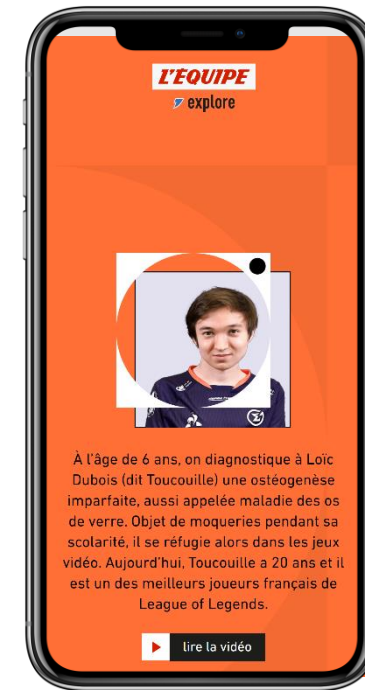 L'ÉQUIPE
explore
À l'âge de 6 ans, on diagnostique à Loïc
Dubois (dit Toucouille) une ostéogenèse
imparfaite, aussi appelée maladie des os
de verre. Objet de moqueries pendant sa
scolarité, il se réfugie alors dans les jeux
vidéo. Aujourd'hui, Toucouille a 20 ans et il
est un des meilleurs joueurs français de
League of Legends.
lire la vidéo